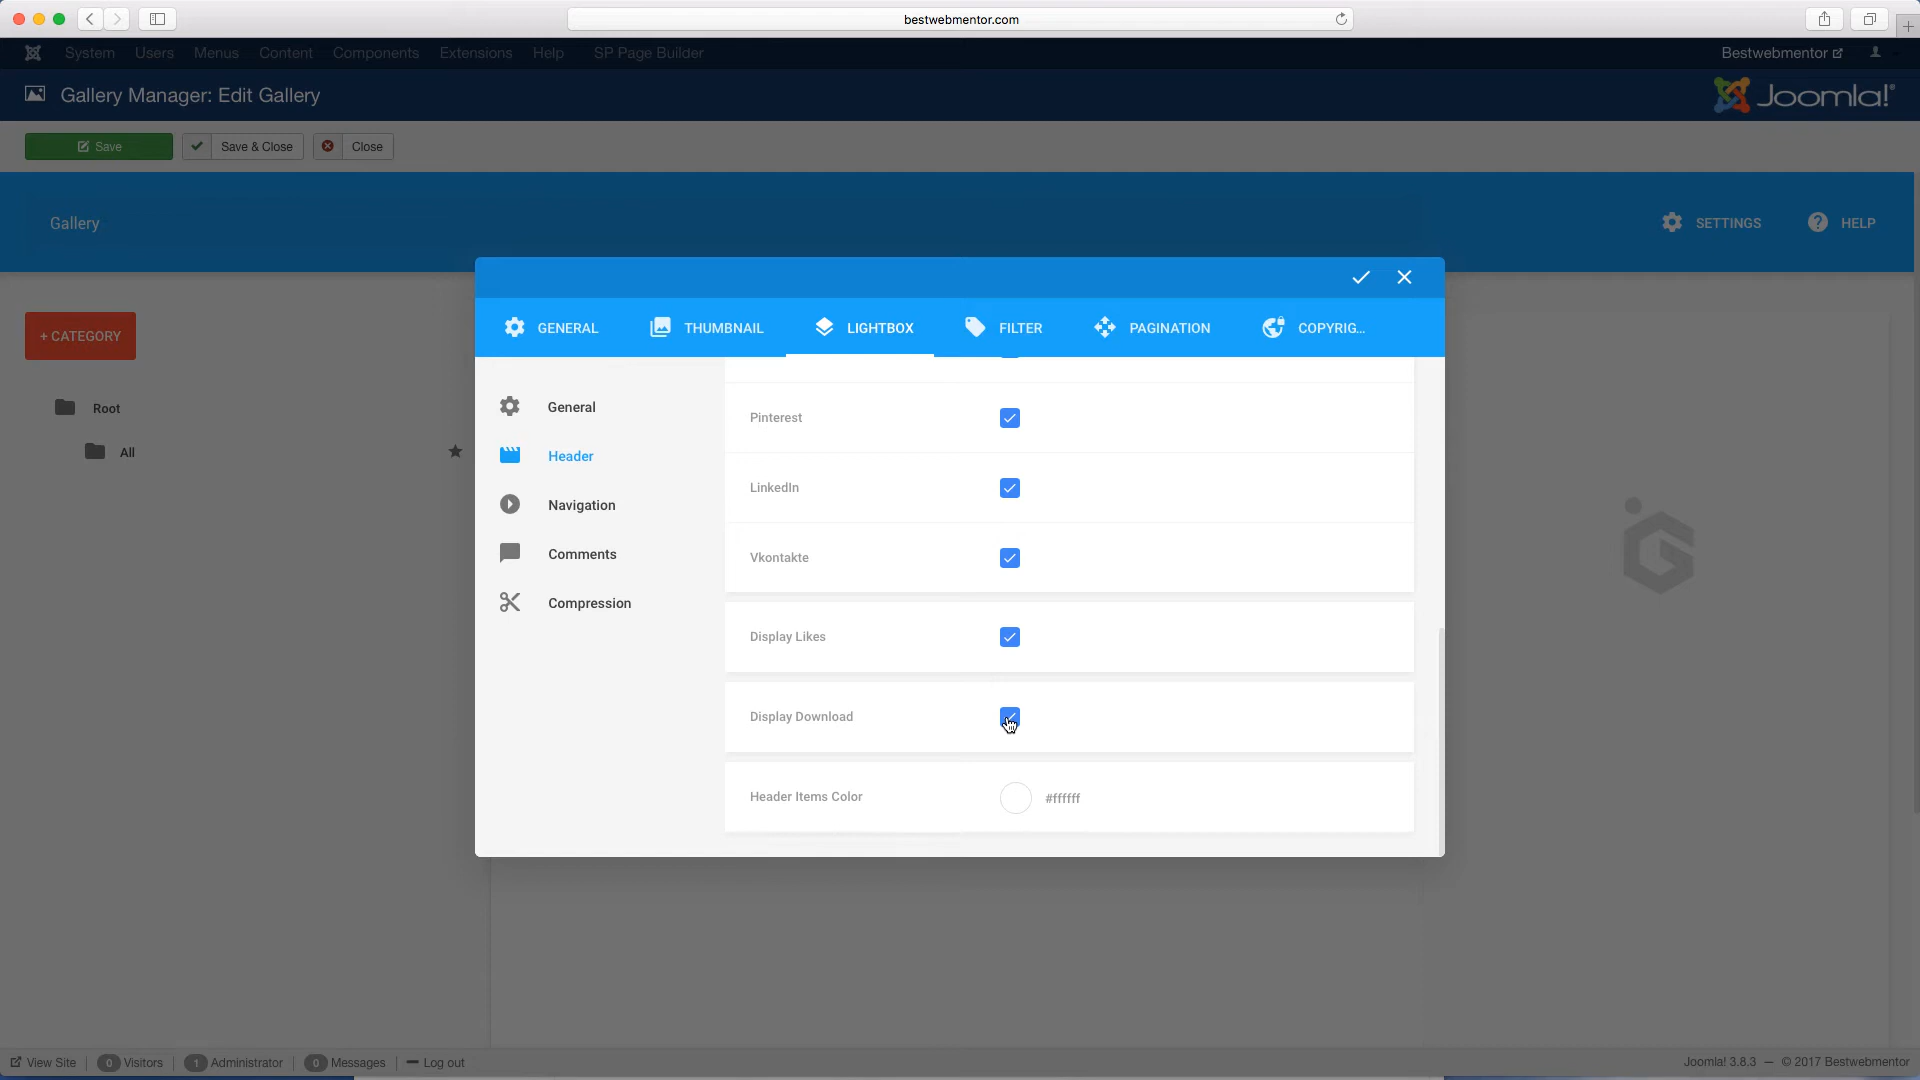 bestwebmentor.com
System Users Menus Content Components Extensions Help SP Page Builder Bestwebmentor
Gallery Manager: Edit Gallery
Joomla!®
Save
Save & Close
Close
Gallery
SETTINGS
HELP
GENERAL
THUMBNAIL
LIGHTBOX
FILTER
PAGINATION
COPYRIG...
+ CATEGORY
Root
All
General
Header
Navigation
Comments
Compression
Pinterest
LinkedIn
Vkontakte
Display Likes
Display Download
Header Items Color
#ffffff
View Site
0 Visitors
1 Administrator
0 Messages
Log out
Joomla! 3.8.3 — © 2017 Bestwebmentor